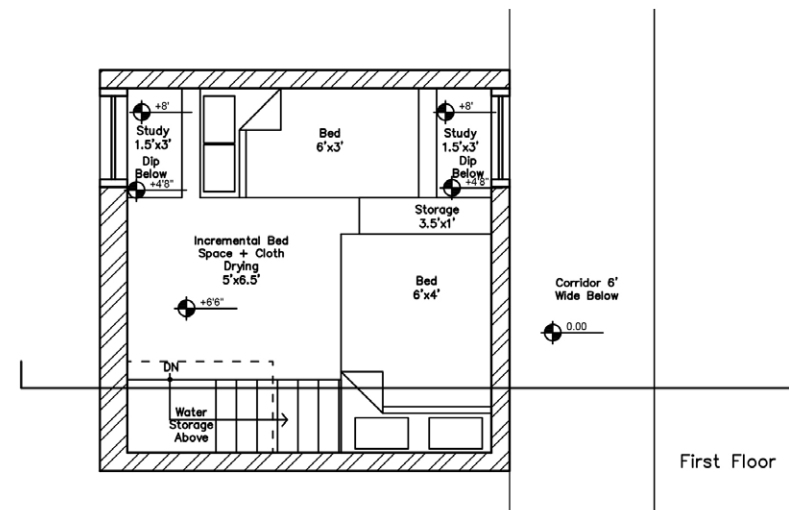 +8'
Study
1.5'x3'
Dip
Below
+4'8"
Bed
6'x3'
+8'
Study
1.5'x3'
Dip
Below
+4'8"
Storage
3.5'x1'
Incremental Bed
Space + Cloth
Drying
5'x6.5'
+6'6"
Bed
6'x4'
Corridor 6'
Wide Below
0.00
DN
Water
Storage
Above
First Floor